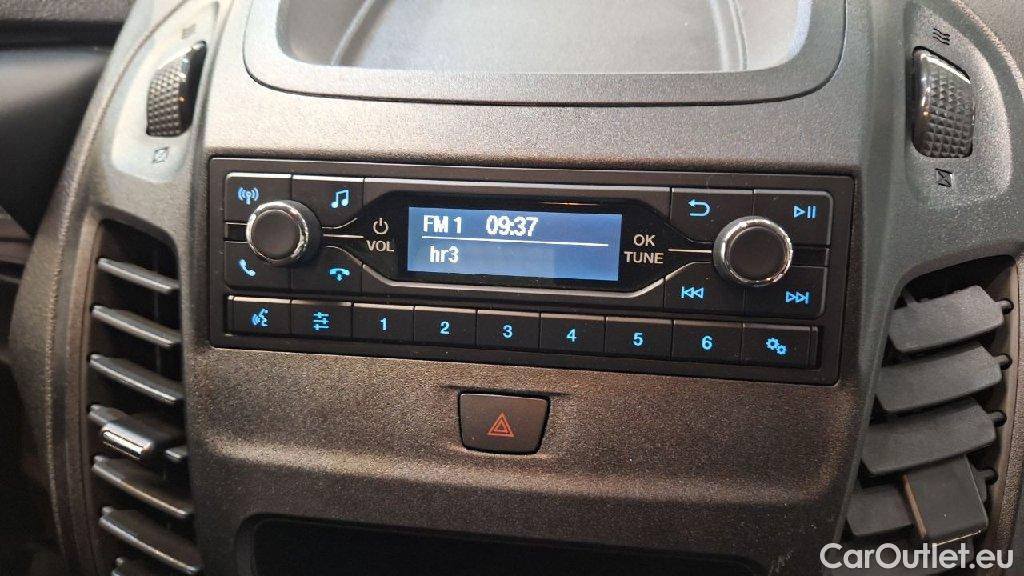 FM 1 09:37
hr3
VOL
OK
TUNE
1 2 3 4 5 6
CarOutlet.eu